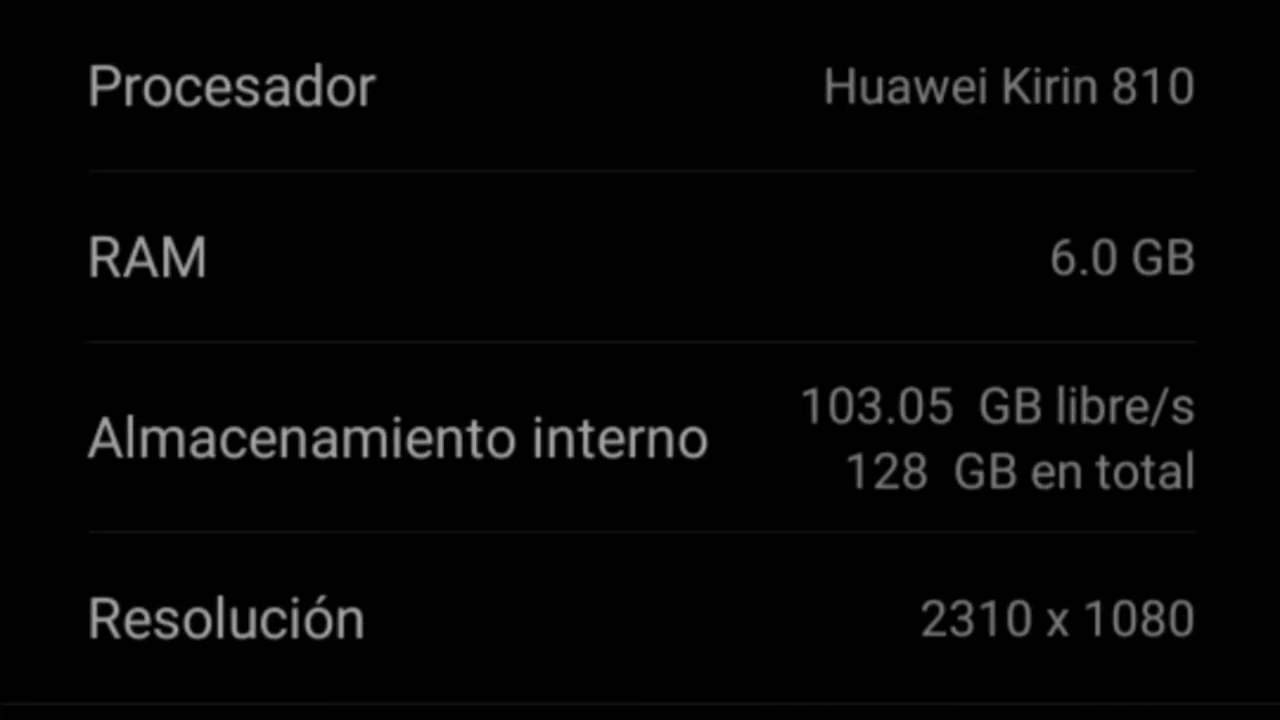 Procesador Huawei Kirin 810
RAM 6.0 GB
Almacenamiento interno 103.05 GB libre/s
128 GB en total
Resolución 2310 x 1080